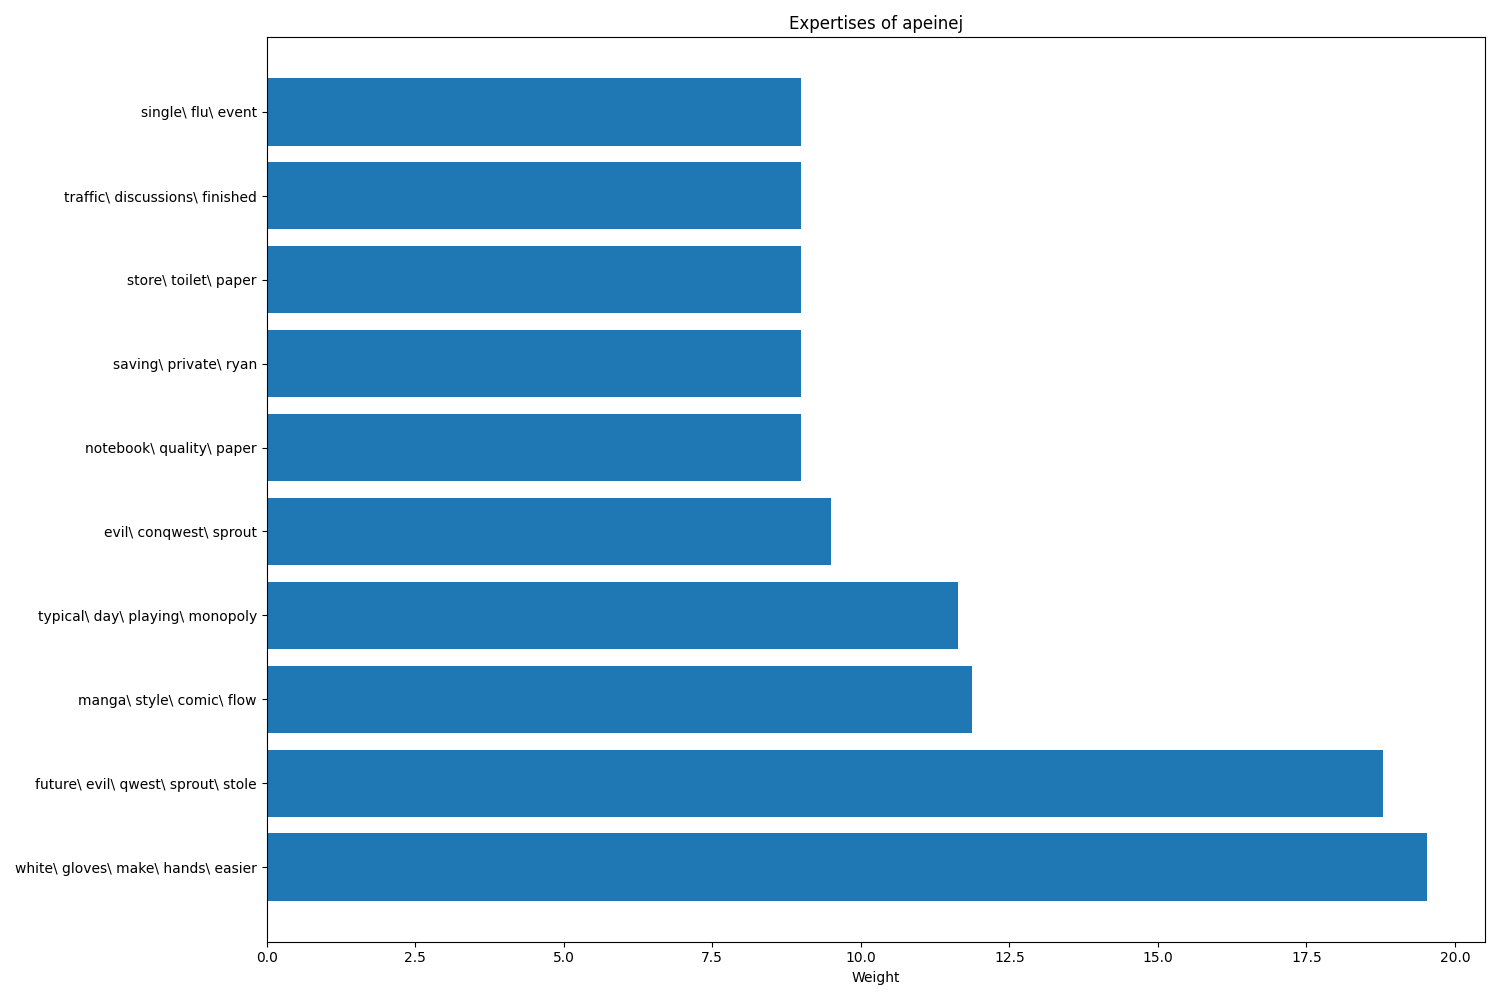 Expertises of apeinej
single\ flu\ event
traffic\ discussions\ finished
store\ toilet\ paper
saving\ private\ ryan
notebook\ quality\ paper
evil\ conqwest\ sprout
typical\ day\ playing\ monopoly
manga\ style\ comic\ flow
future\ evil\ qwest\ sprout\ stole
white\ gloves\ make\ hands\ easier
0.0 2.5 5.0 7.5 10.0 12.5 15.0 17.5 20.0
Weight